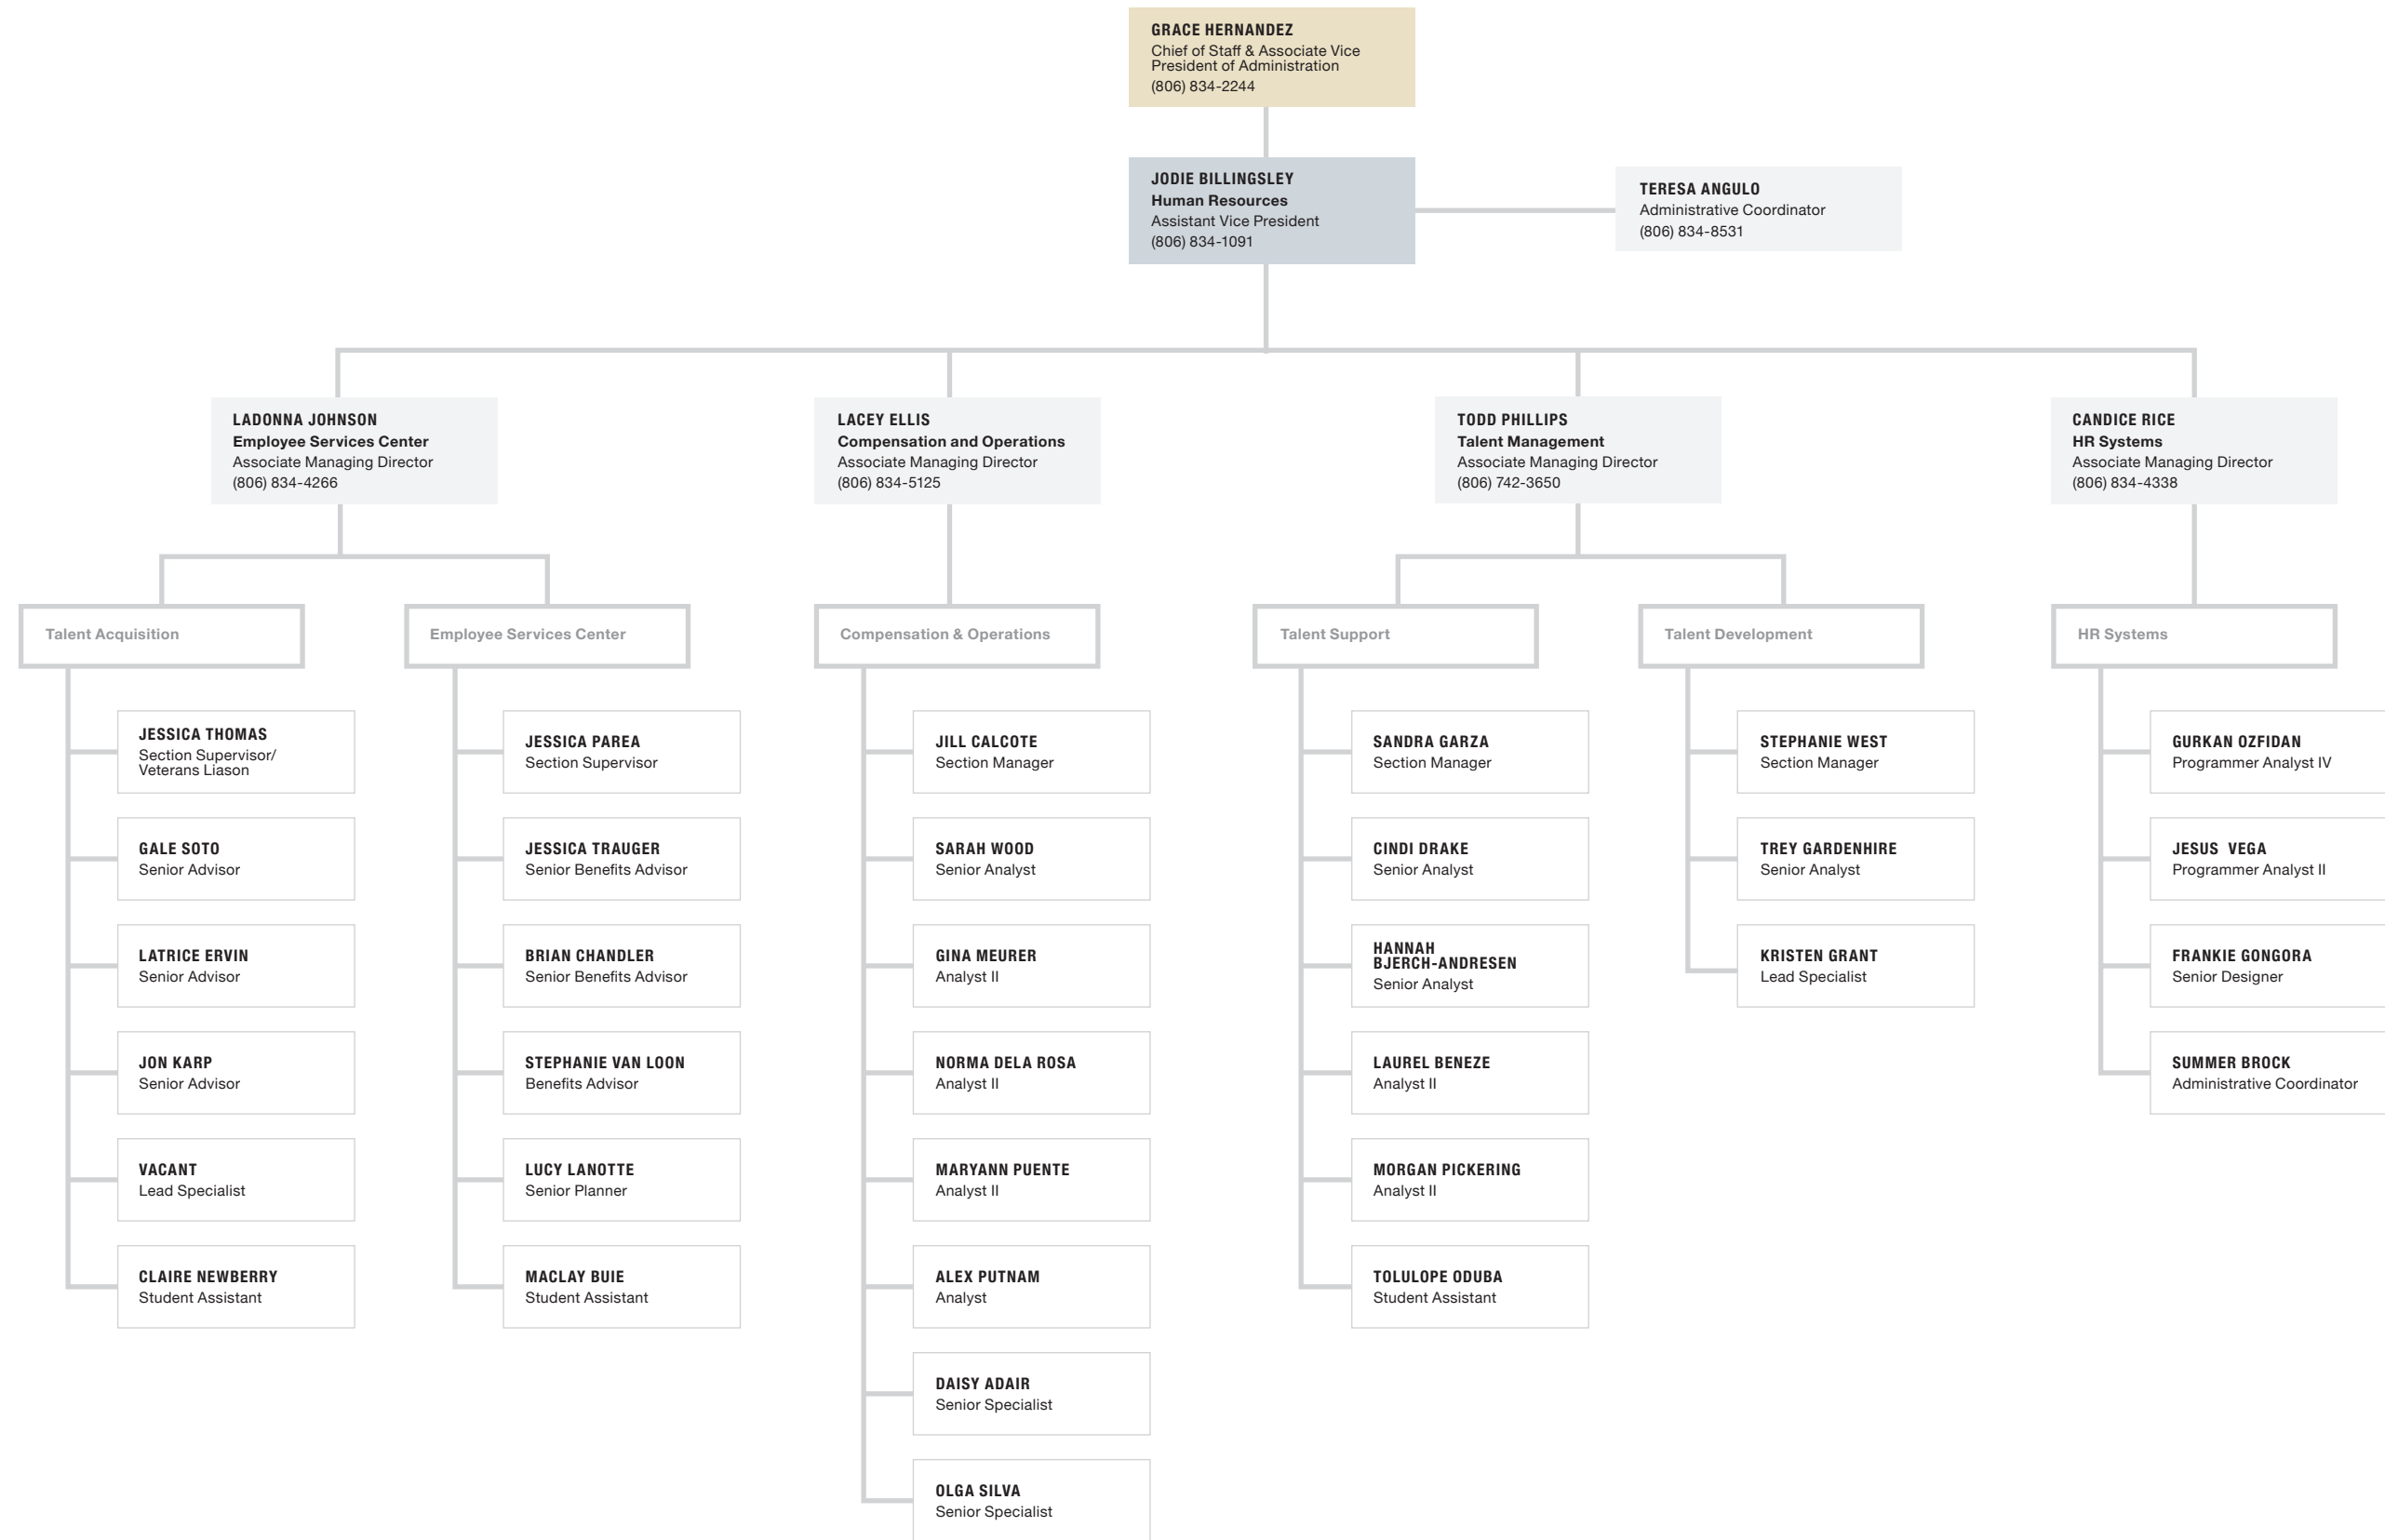 GRACE HERNANDEZ
Chief of Staff & Associate Vice
President of Administration
(806) 834-2244
JODIE BILLINGSLEY
Human Resources
Assistant Vice President
(806) 834-1091
TERESA ANGULO
Administrative Coordinator
(806) 834-8531
LADONNA JOHNSON
Employee Services Center
Associate Managing Director
(806) 834-4266
LACEY ELLIS
Compensation and Operations
Associate Managing Director
(806) 834-5125
TODD PHILLIPS
Talent Management
Associate Managing Director
(806) 742-3650
CANDICE RICE
HR Systems
Associate Managing Director
(806) 834-4338
Talent Acquisition
JESSICA THOMAS
Section Supervisor/
Veterans Liason
GALE SOTO
Senior Advisor
LATRICE ERVIN
Senior Advisor
JON KARP
Senior Advisor
VACANT
Lead Specialist
CLAIRE NEWBERRY
Student Assistant
Employee Services Center
JESSICA PAREA
Section Supervisor
JESSICA TRAUGER
Senior Benefits Advisor
BRIAN CHANDLER
Senior Benefits Advisor
STEPHANIE VAN LOON
Benefits Advisor
LUCY LANOTTE
Senior Planner
MACLAY BUIE
Student Assistant
Compensation & Operations
JILL CALCOTE
Section Manager
SARAH WOOD
Senior Analyst
GINA MEURER
Analyst II
NORMA DELA ROSA
Analyst II
MARYANN PUENTE
Analyst II
ALEX PUTNAM
Analyst
DAISY ADAIR
Senior Specialist
OLGA SILVA
Senior Specialist
Talent Support
SANDRA GARZA
Section Manager
CINDI DRAKE
Senior Analyst
HANNAH
BJERCH-ANDRESEN
Senior Analyst
LAUREL BENEZE
Analyst II
MORGAN PICKERING
Analyst II
TOLULOPE ODUBA
Student Assistant
Talent Development
STEPHANIE WEST
Section Manager
TREY GARDENHIRE
Senior Analyst
KRISTEN GRANT
Lead Specialist
HR Systems
GURKAN OZFIDAN
Programmer Analyst IV
JESUS  VEGA
Programmer Analyst II
FRANKIE GONGORA
Senior Designer
SUMMER BROCK
Administrative Coordinator